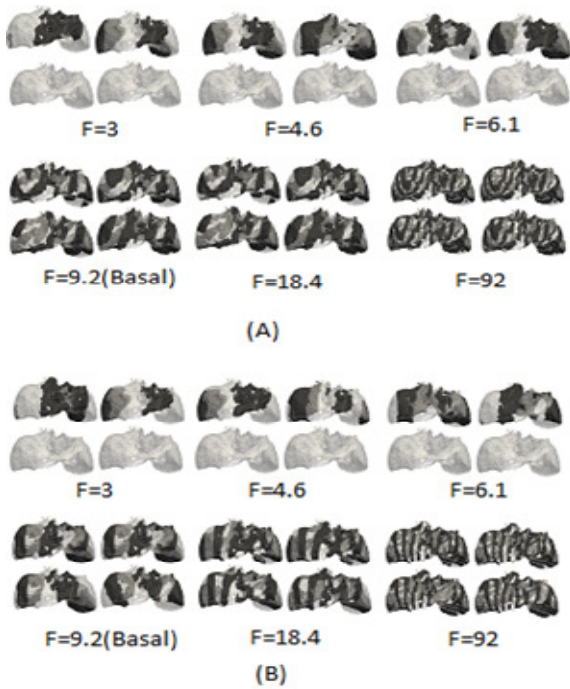 F=3 F=4.6 F=6.1
F=9.2(Basal) F=18.4 F=92
(A)
F=3 F=4.6 F=6.1
F=9.2(Basal) F=18.4 F=92
(B)